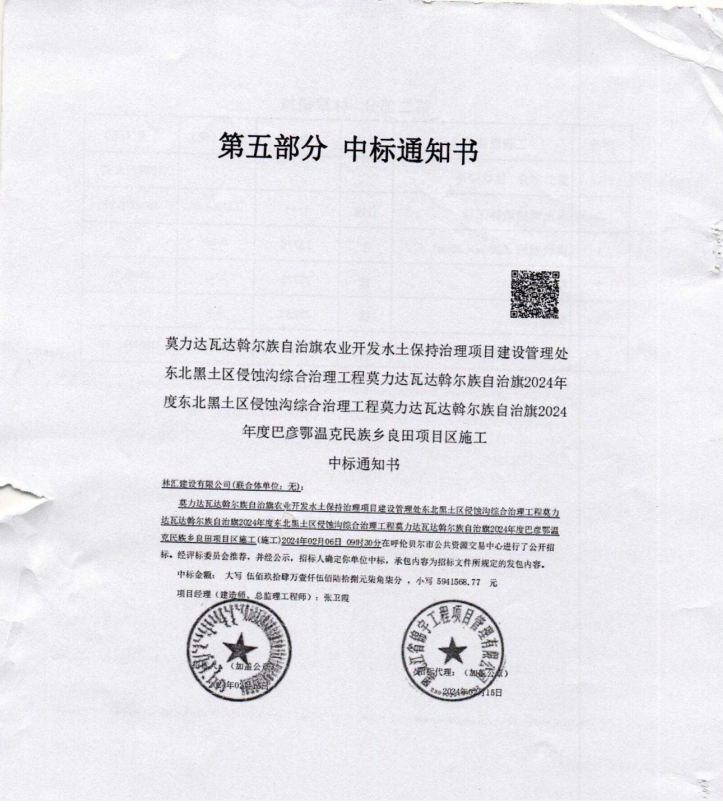 第五部分 中标通知书
莫力达瓦达斡尔族自治旗农业开发水土保持治理项目建设管理处
东北黑土区侵蚀沟综合治理工程莫力达瓦达斡尔族自治旗2024年
度东北黑土区侵蚀沟综合治理工程莫力达瓦达斡尔族自治旗2024
年度巴彦鄂温克民族乡良田项目区施工
中标通知书
林汇建设有限公司(联合体单位：无)：
莫力达瓦达斡尔族自治旗农业开发水土保持治理项目建设管理处东北黑土区侵蚀沟综合治理工程莫力
达瓦达斡尔族自治旗2024年度东北黑土区侵蚀沟综合治理工程莫力达瓦达斡尔族自治旗2024年度巴彦鄂温
克民族乡良田项目区施工(施工)2024年02月06日 09时30分在呼伦贝尔市公共资源交易中心进行了公开招
标。经评标委员会推荐，并经公示，招标人确定你单位中标，承包内容为招标文件所规定的发包内容。
中标金额： 大写 伍佰玖拾肆万壹仟伍佰陆拾捌元柒角柒分 ，小写 5941568.77 元
项目经理（建造师、总监理工程师）：张卫霞
（加盖公章） 招标代理：（加盖公章）
江省锦宇工程项目管理有限公司
年02月 2024年02月15日